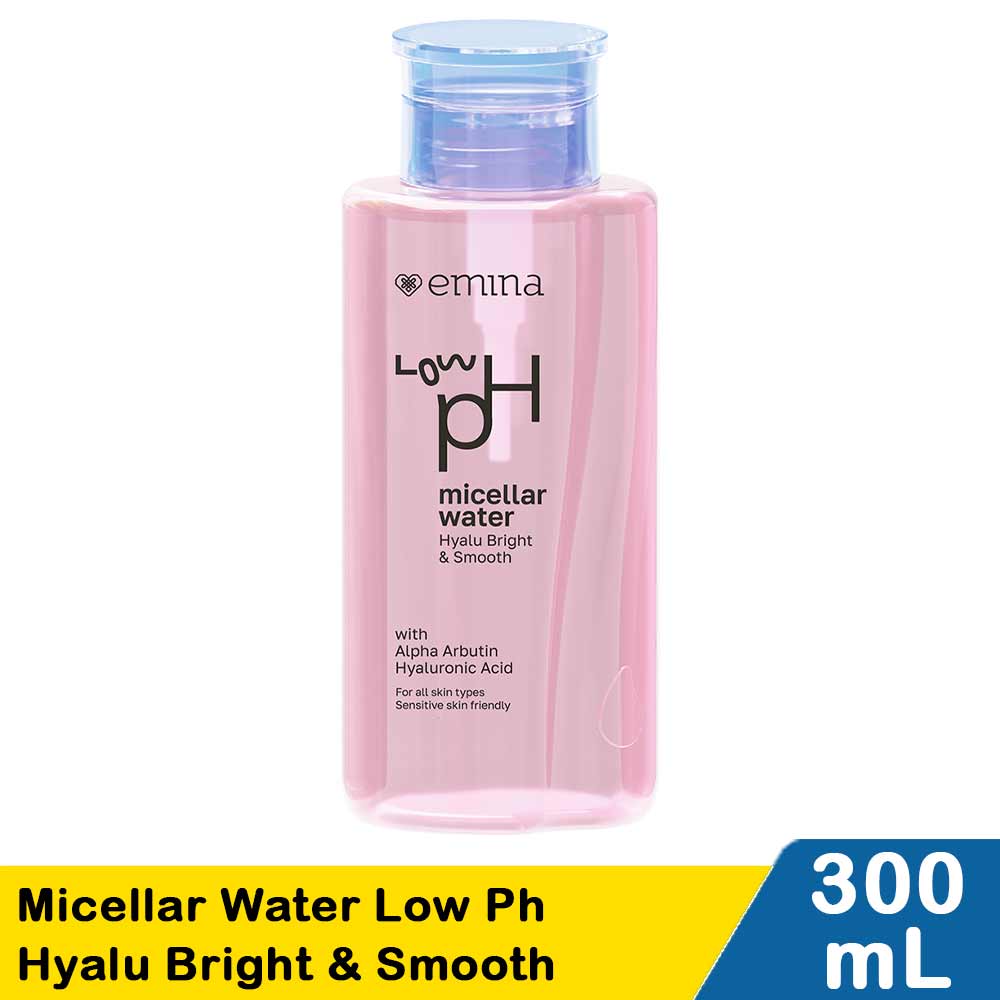 emina
Low
pH
micellar
water
Hyalu Bright
& Smooth
with
Alpha Arbutin
Hyaluronic Acid
For all skin types
Sensitive skin friendly
Micellar Water Low Ph
Hyalu Bright & Smooth
300
mL